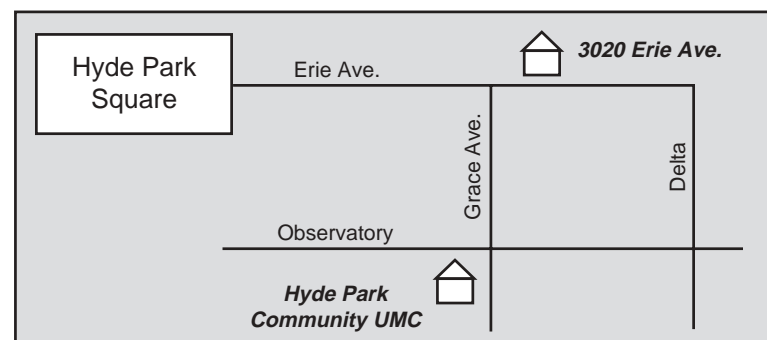 Hyde Park
Square
Erie Ave.
3020 Erie Ave.
Grace Ave.
Delta
Observatory
Hyde Park
Community UMC